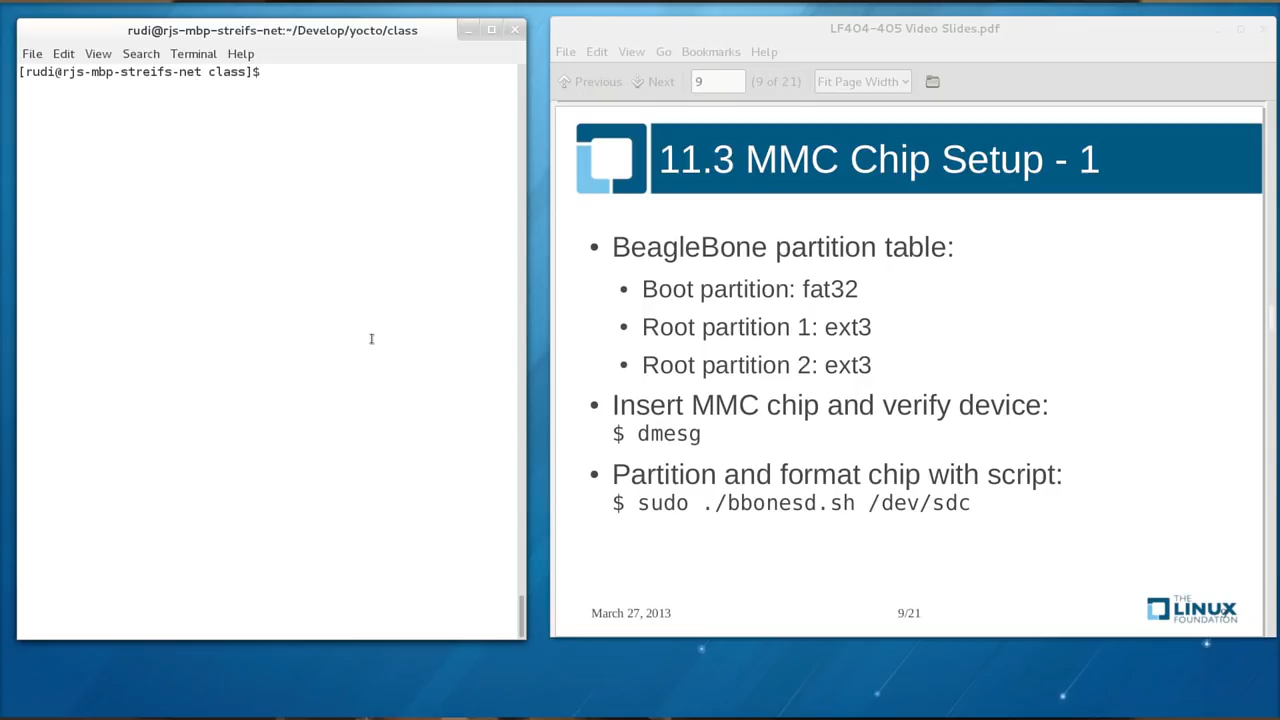 rudi@rjs-mbp-streifs-net:~/Develop/yocto/class
File Edit View Search Terminal Help
[rudi@rjs-mbp-streifs-net class]$
LF404-405 Video Slides.pdf
File Edit View Go Bookmarks Help
Previous Next 9 (9 of 21) Fit Page Width
11.3 MMC Chip Setup - 1
• BeagleBone partition table:
• Boot partition: fat32
• Root partition 1: ext3
• Root partition 2: ext3
• Insert MMC chip and verify device:
$ dmesg
• Partition and format chip with script:
$ sudo ./bbonesd.sh /dev/sdc
March 27, 2013
9/21
THE
LINUX
FOUNDATION